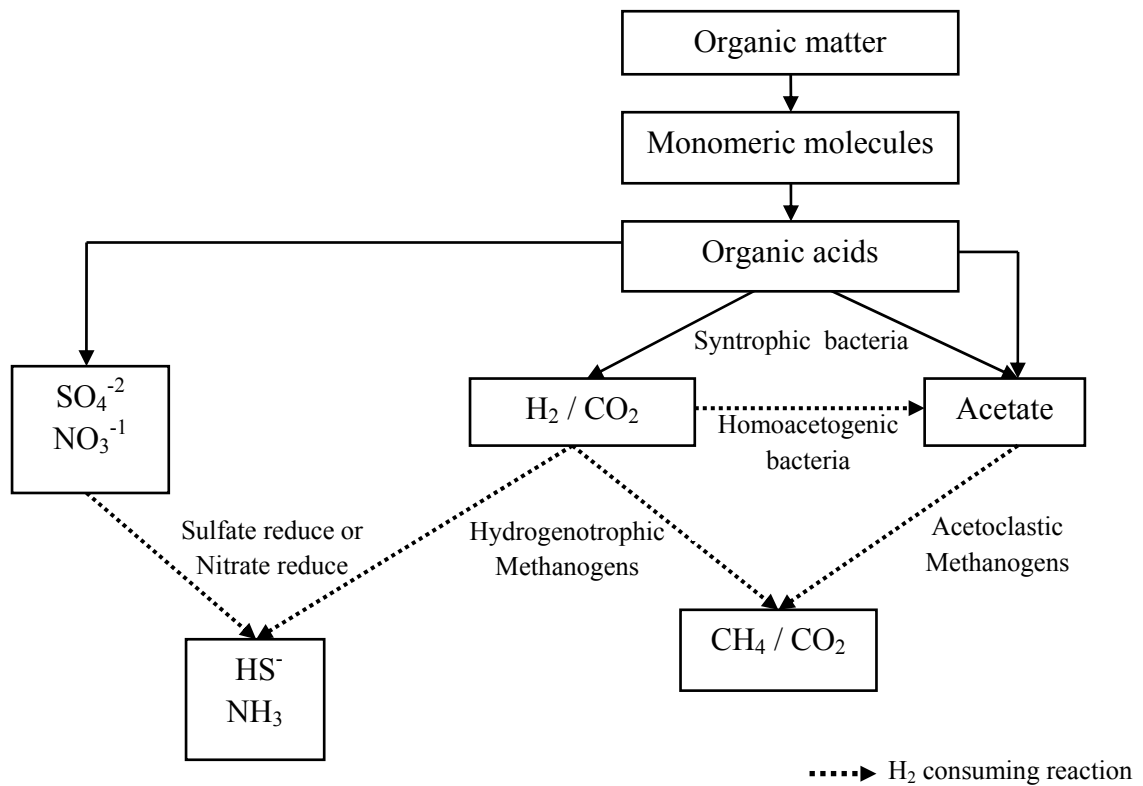 Organic matter
Monomeric molecules
Organic acids
Syntrophic bacteria
SO₄⁻²
NO₃⁻¹
H₂ / CO₂
Homoacetogenic
bacteria
Acetate
Sulfate reduce or
Nitrate reduce
Hydrogenotrophic
Methanogens
Acetoclastic
Methanogens
HS⁻
NH₃
CH₄ / CO₂
H₂ consuming reaction